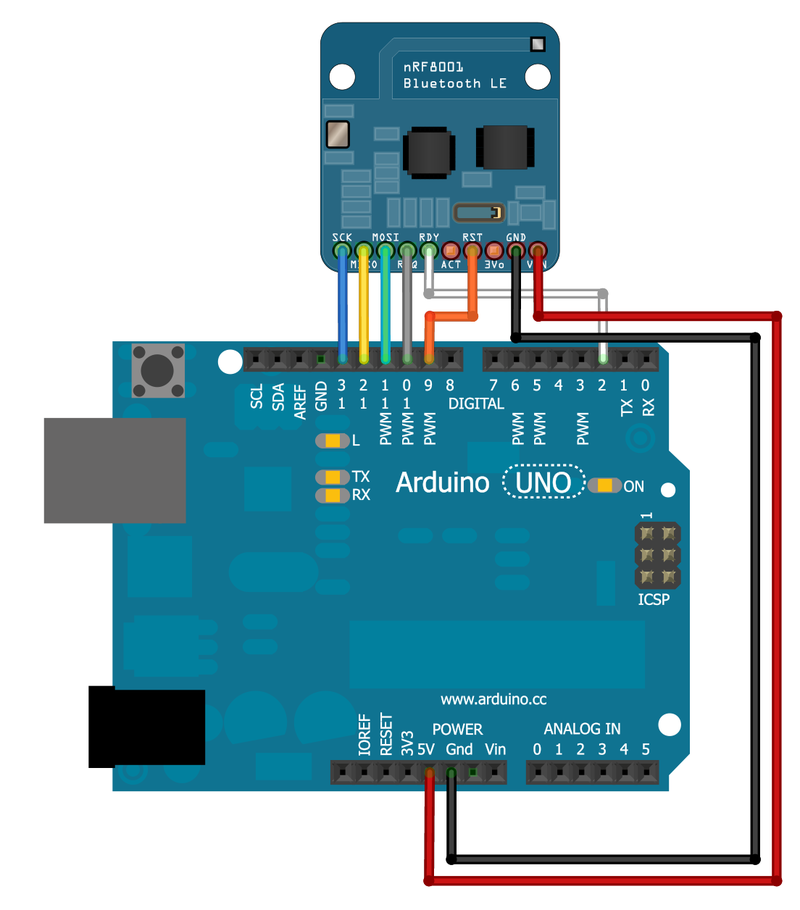 nRF8001
Bluetooth LE
SCK MOSI RDY RST GND
ACT 3Vo
SCL
SDA
AREF
GND
13
12
11
10
9
8
7
6
5
4
3
2
1
0
PWM
PWM
PWM
DIGITAL
PWM
PWM
PWM
TX
RX
L
TX
RX
Arduino UNO
ON
1
ICSP
www.arduino.cc
POWER
ANALOG IN
IOREF
RESET
3V3
5V
Gnd
Vin
0 1 2 3 4 5